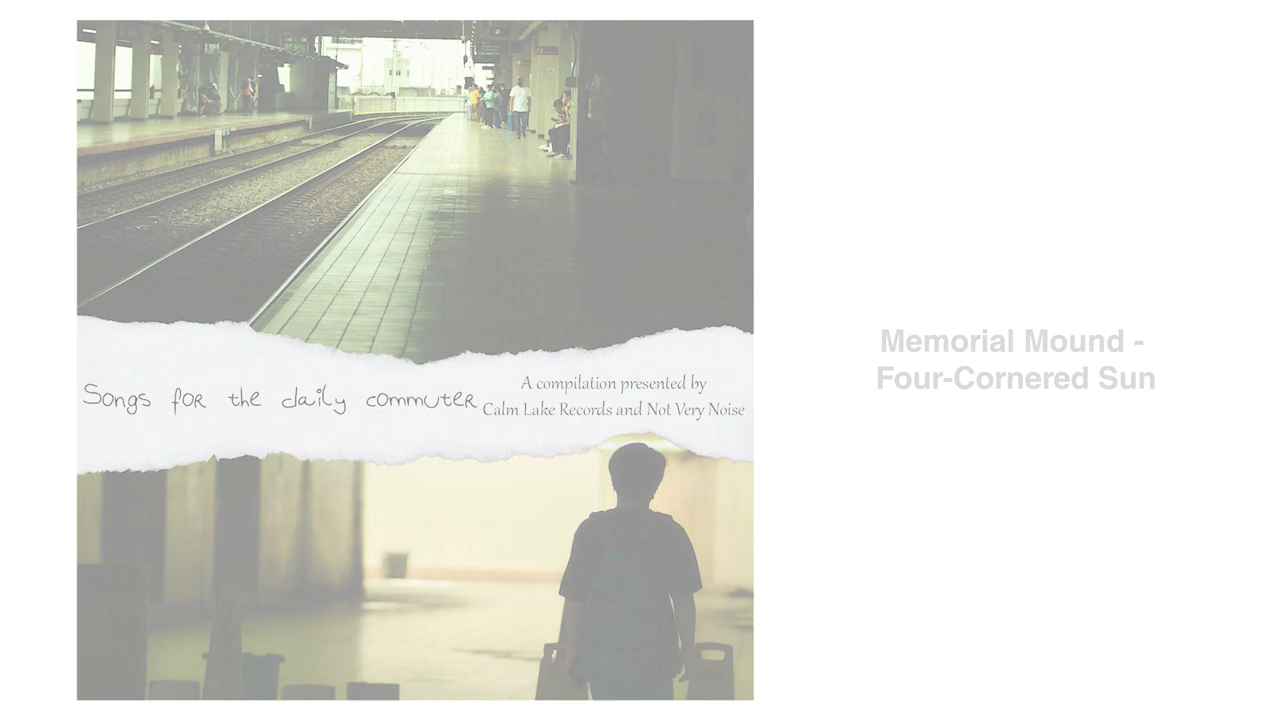 Songs for the daily commuter
A compilation presented by
Calm Lake Records and Not Very Noise
Memorial Mound -
Four-Cornered Sun